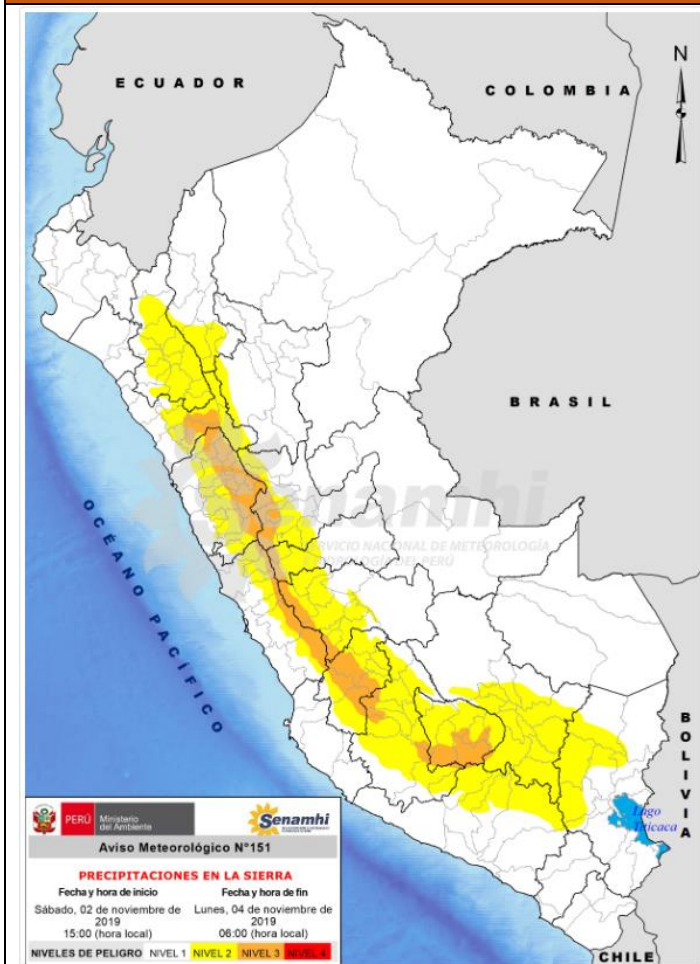 ECUADOR
COLOMBIA
N
BRASIL
OCÉANO PACÍFICO
Senamhi
SERVICIO NACIONAL DE METEOROLOGÍA
E HIDROLOGÍA DEL PERÚ
BOLIVIA
Lago
Titicaca
CHILE
PERÚ
Ministerio
del Ambiente
Senamhi
Aviso Meteorológico N°151
PRECIPITACIONES EN LA SIERRA
Fecha y hora de inicio
Sábado, 02 de noviembre de
2019
15:00 (hora local)
Fecha y hora de fin
Lunes, 04 de noviembre de
2019
06:00 (hora local)
NIVELES DE PELIGRO NIVEL 1 NIVEL 2 NIVEL 3 NIVEL 4